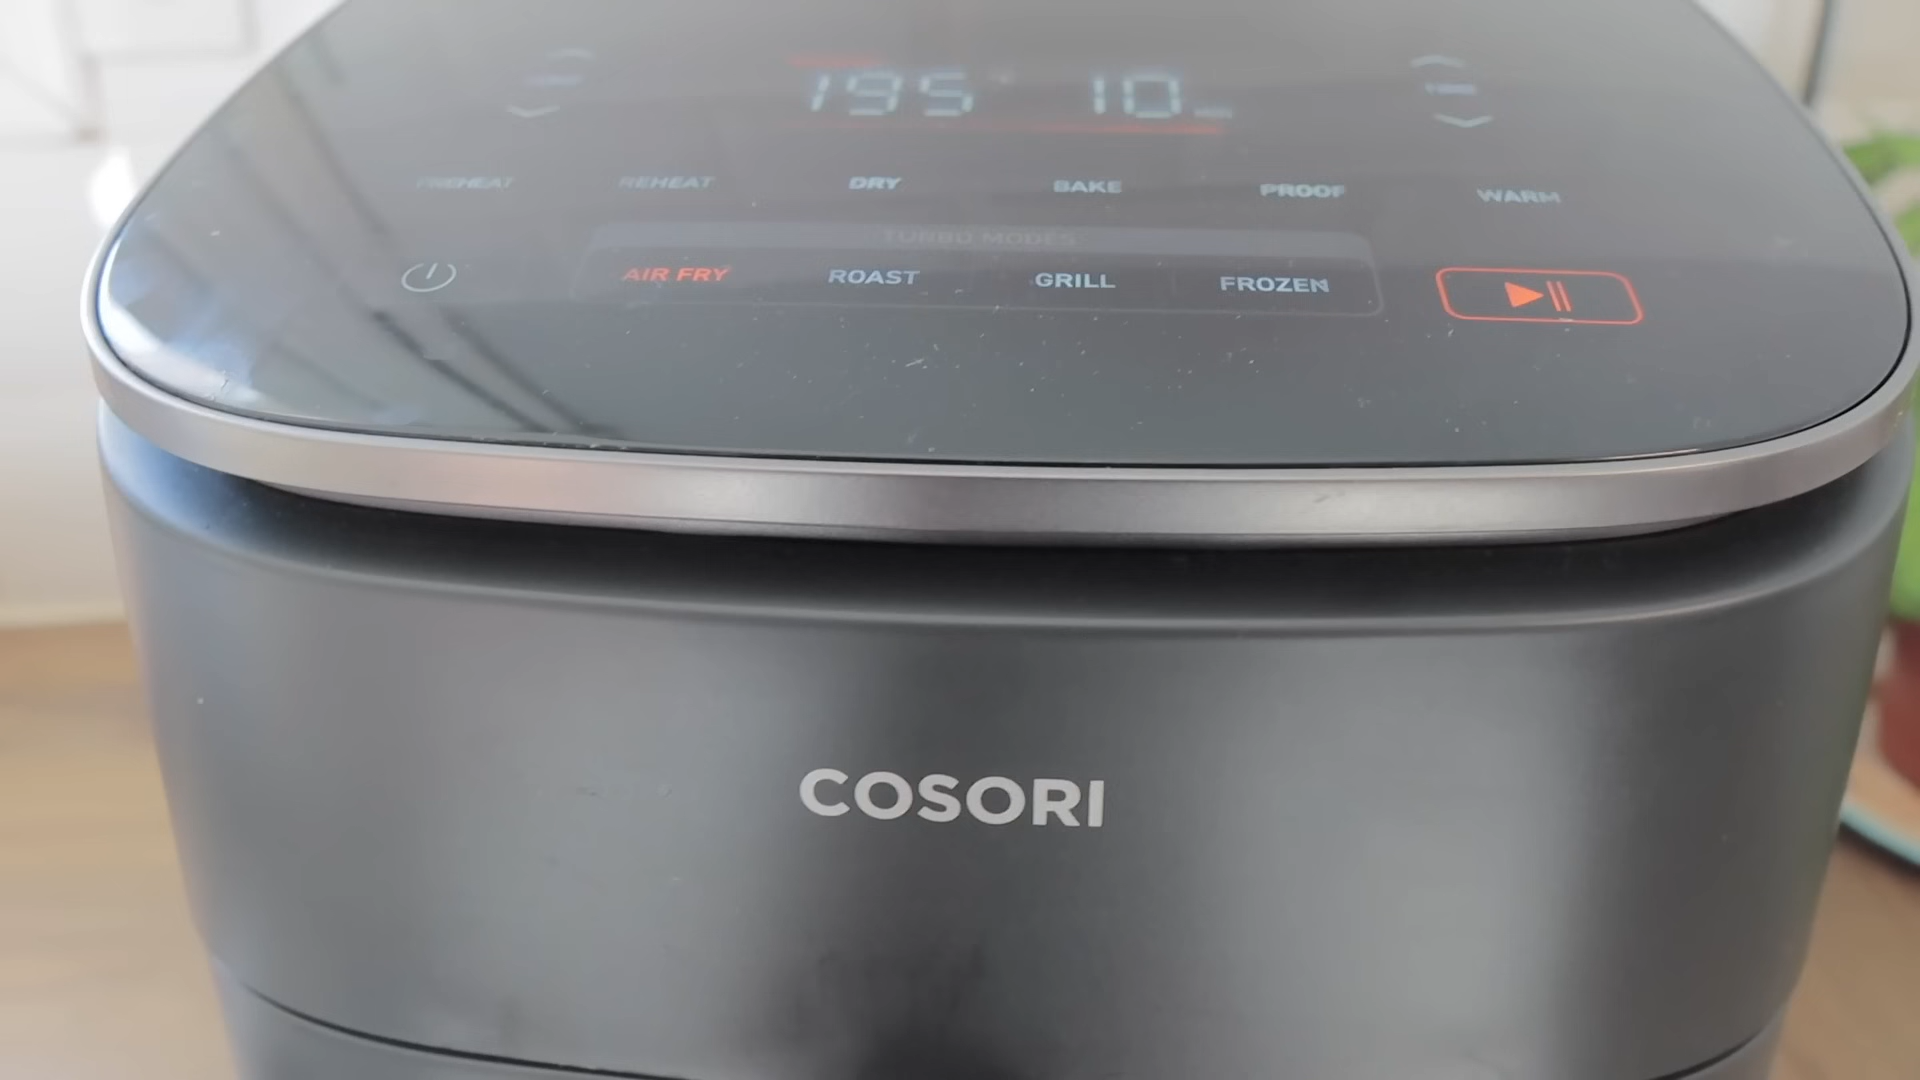 195° 10
PREHEAT REHEAT DRY BAKE PROOF WARM
TURBO MODES
AIR FRY ROAST GRILL FROZEN
COSORI